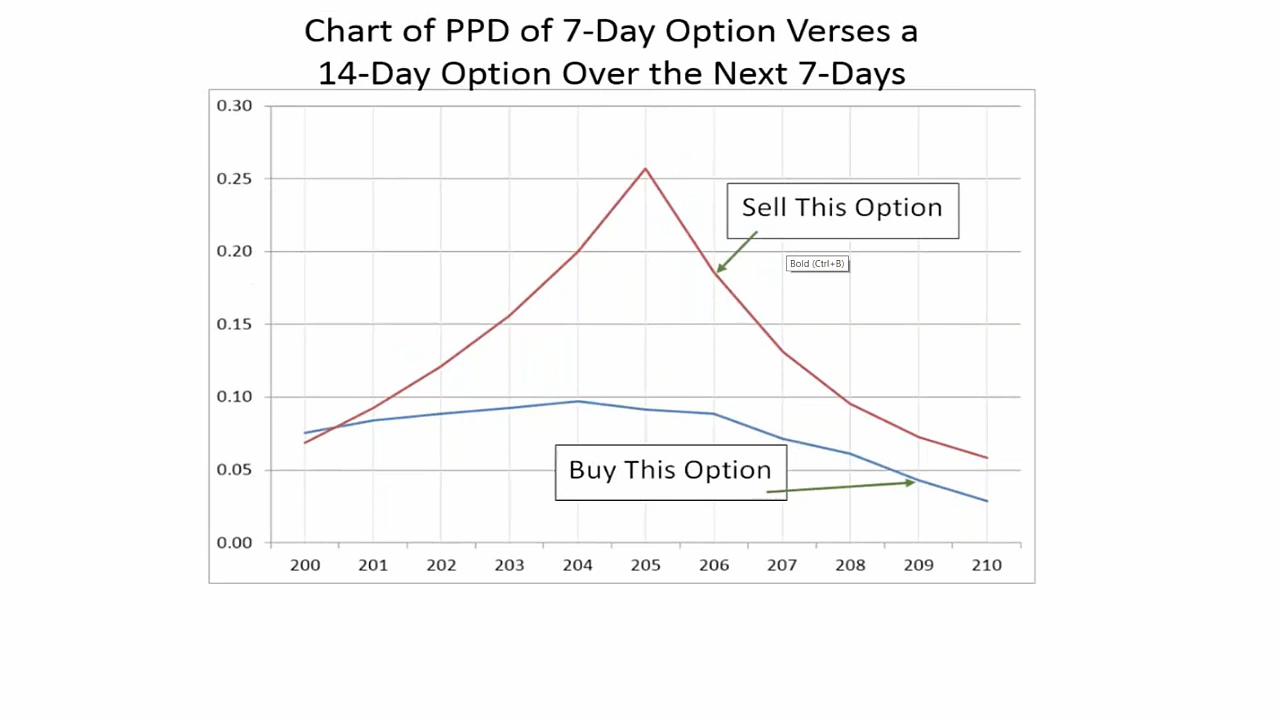 Chart of PPD of 7-Day Option Verses a
14-Day Option Over the Next 7-Days
0.30
0.25
Sell This Option
0.20
Bold (Ctrl+B)
0.15
0.10
Buy This Option
0.05
0.00
200 201 202 203 204 205 206 207 208 209 210